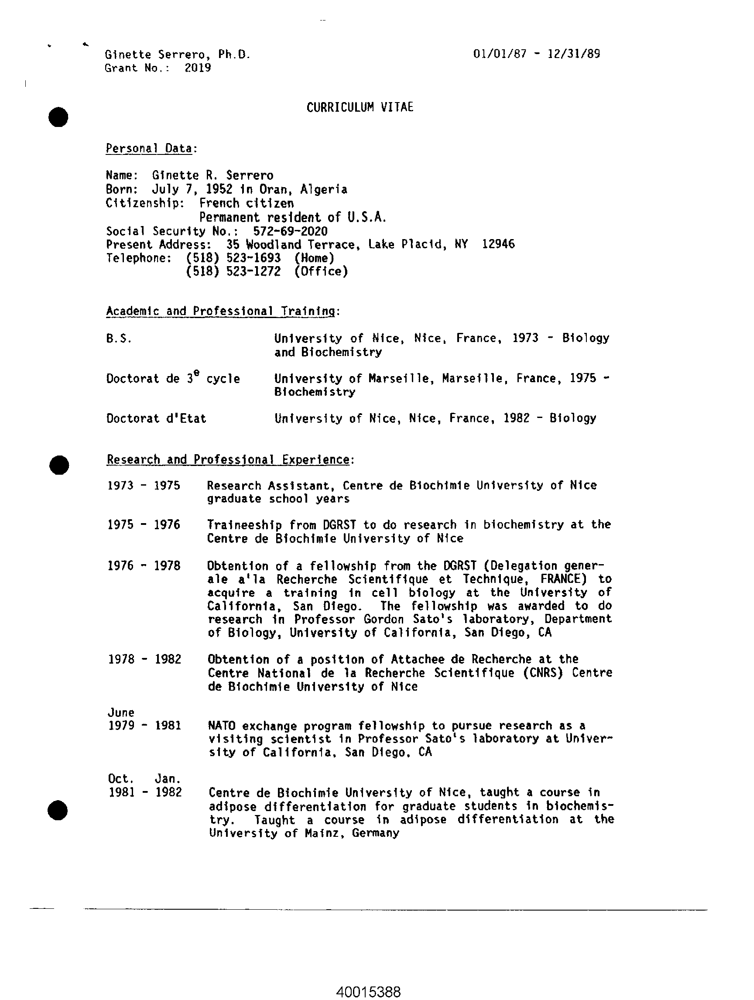 Ginette Serrero, Ph.D. 01/01/87 - 12/31/89
Grant No.: 2019
CURRICULUM VITAE
Personal Data:
Name: Ginette R. Serrero
Born: July 7, 1952 in Oran, Algeria
Citizenship: French citizen
Permanent resident of U.S.A.
Social Security No.: 572-69-2020
Present Address: 35 Woodland Terrace, Lake Placid, NY 12946
Telephone: (518) 523-1693 (Home)
(518) 523-1272 (Office)
Academic and Professional Training:
B.S. University of Nice, Nice, France, 1973 - Biology
and Biochemistry
Doctorat de 3e cycle University of Marseille, Marseille, France, 1975 -
Biochemistry
Doctorat d'Etat University of Nice, Nice, France, 1982 - Biology
Research and Professional Experience:
1973 - 1975 Research Assistant, Centre de Biochimie University of Nice
graduate school years
1975 - 1976 Traineeship from DGRST to do research in biochemistry at the
Centre de Biochimie University of Nice
1976 - 1978 Obtention of a fellowship from the DGRST (Delegation gener-
ale a'la Recherche Scientifique et Technique, FRANCE) to
acquire a training in cell biology at the University of
California, San Diego. The fellowship was awarded to do
research in Professor Gordon Sato's laboratory, Department
of Biology, University of California, San Diego, CA
1978 - 1982 Obtention of a position of Attachee de Recherche at the
Centre National de la Recherche Scientifique (CNRS) Centre
de Biochimie University of Nice
June
1979 - 1981 NATO exchange program fellowship to pursue research as a
visiting scientist in Professor Sato's laboratory at Univer-
sity of California, San Diego, CA
Oct. Jan.
1981 - 1982 Centre de Biochimie University of Nice, taught a course in
adipose differentiation for graduate students in biochemis-
try. Taught a course in adipose differentiation at the
University of Mainz, Germany
40015388